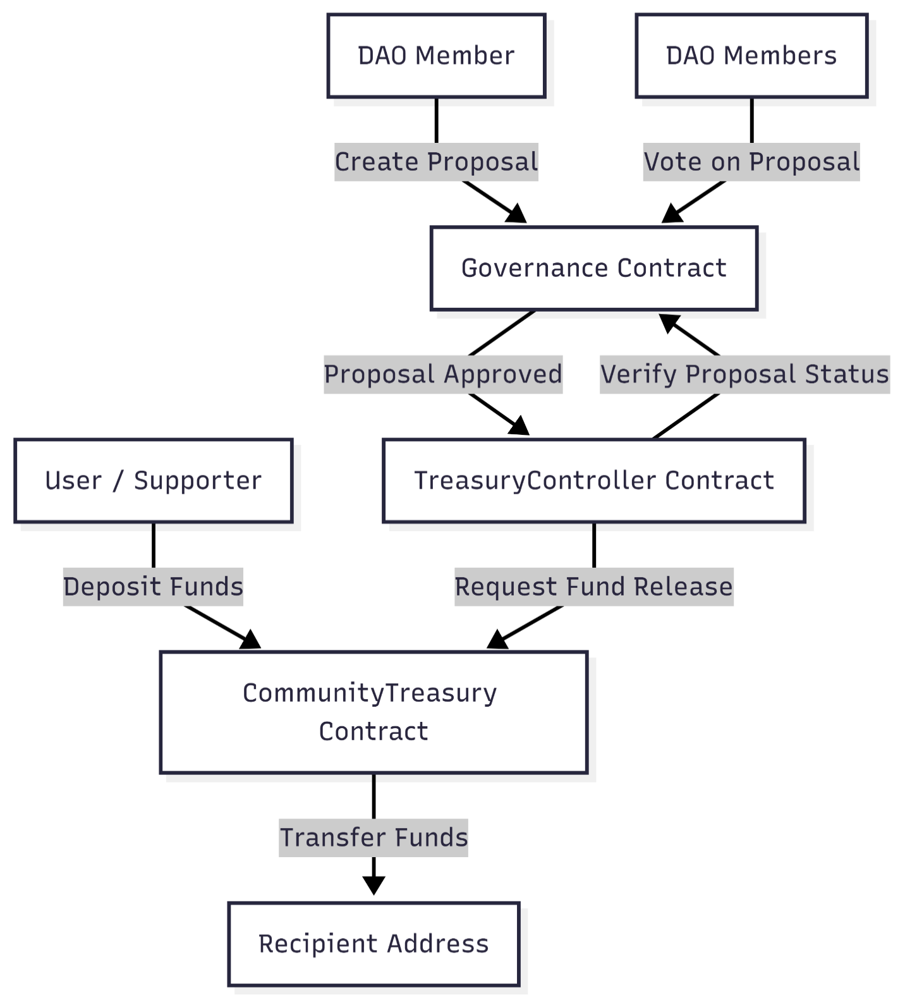 DAO Member
DAO Members
Create Proposal
Vote on Proposal
Governance Contract
Proposal Approved
Verify Proposal Status
User / Supporter
TreasuryController Contract
Deposit Funds
Request Fund Release
CommunityTreasury
Contract
Transfer Funds
Recipient Address